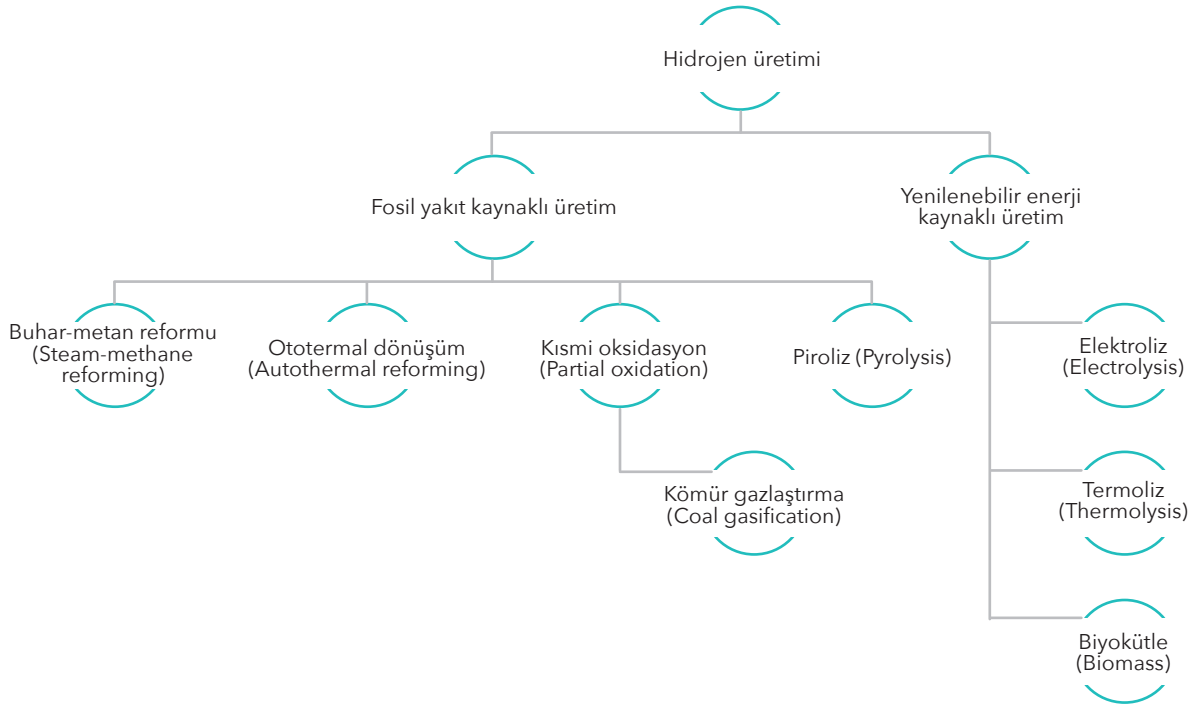 Hidrojen üretimi
Fosil yakıt kaynaklı üretim
Yenilenebilir enerji
kaynaklı üretim
Buhar-metan reformu
(Steam-methane
reforming)
Ototermal dönüşüm
(Autothermal reforming)
Kısmi oksidasyon
(Partial oxidation)
Piroliz (Pyrolysis)
Elektroliz
(Electrolysis)
Kömür gazlaştırma
(Coal gasification)
Termoliz
(Thermolysis)
Biyokütle
(Biomass)